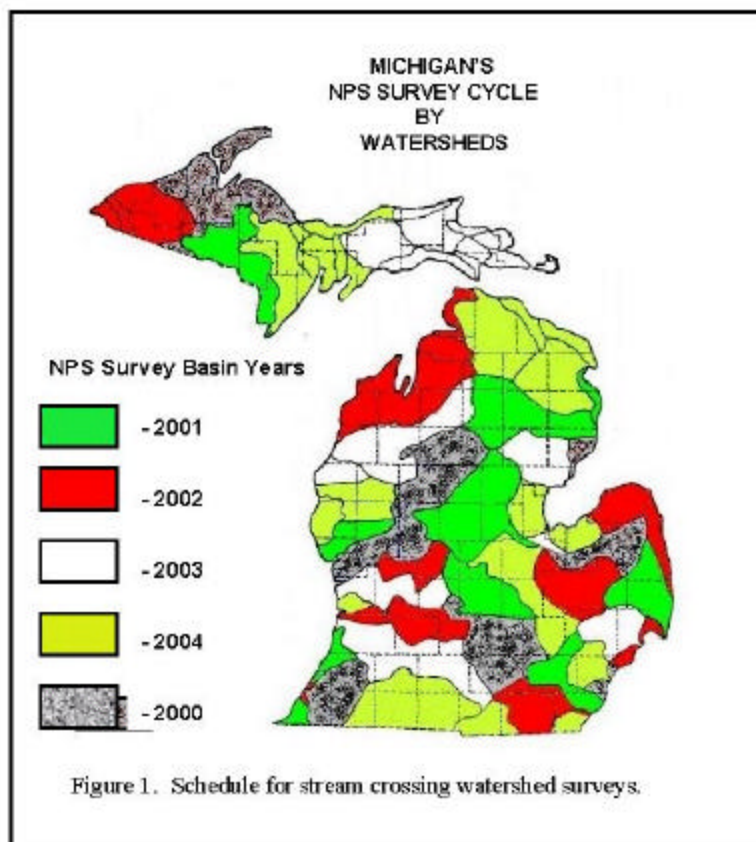 MICHIGAN'S
NPS SURVEY CYCLE
BY
WATERSHEDS
NPS Survey Basin Years
-2001
-2002
-2003
-2004
-2000
Figure 1. Schedule for stream crossing watershed surveys.